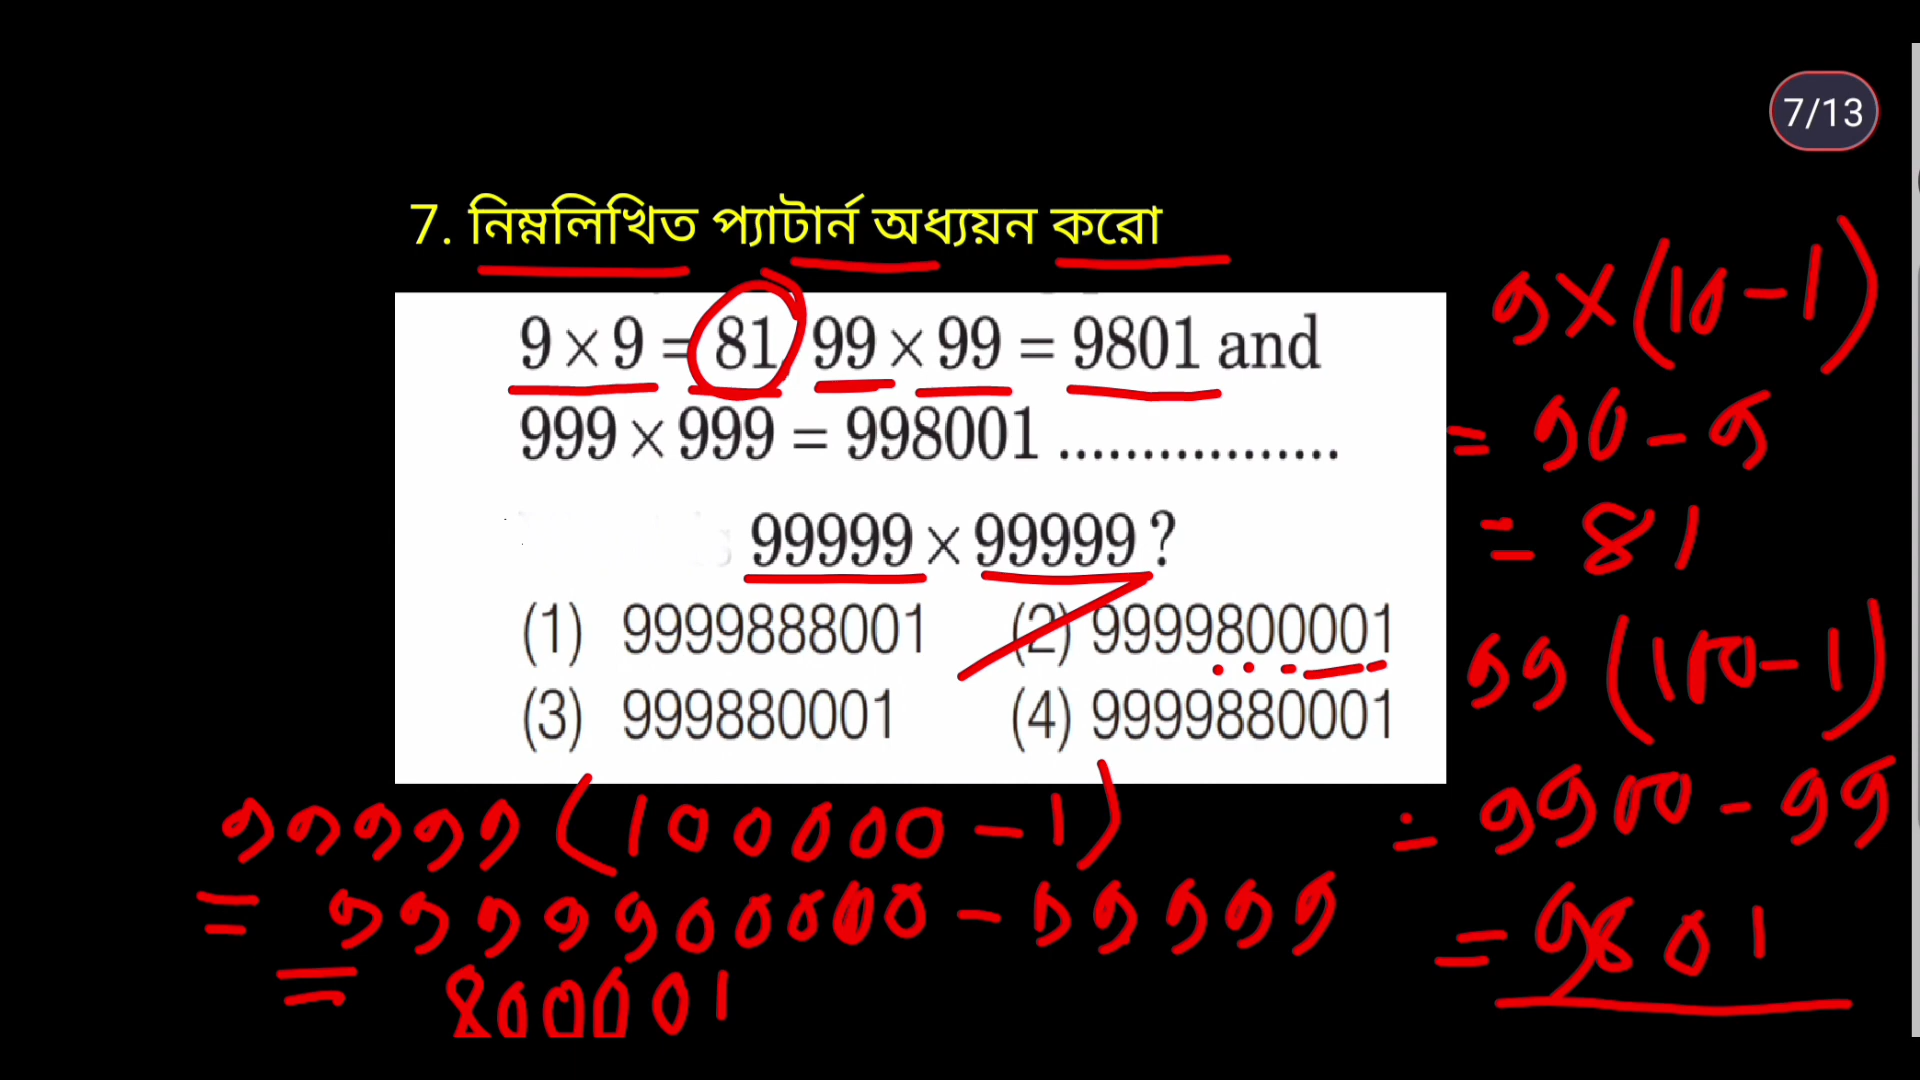 7/13
7. নিম্নলিখিত প্যাটার্ন অধ্যয়ন করো
9 × 9 = 81, 99 × 99 = 9801 and
999 × 999 = 998001 .................
99999 × 99999 ?
(1) 9999888001 (2) 9999800001
(3) 999880001 (4) 9999880001
9×(10-1)
= 90-9
= 81
99(100-1)
= 9900-99
= 9801
99999(100000-1)
= 9999900000-99999
= 800001